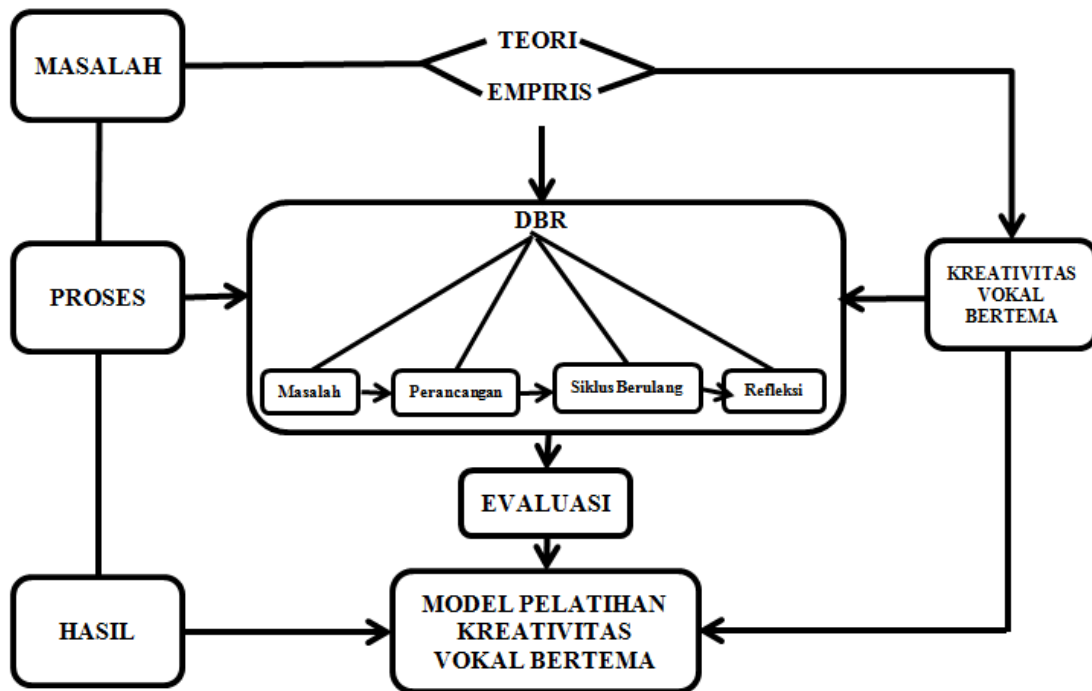 TEORI
MASALAH
EMPIRIS
DBR
PROSES
KREATIVITAS
VOKAL
BERTEMA
Masalah
Perancangan
Siklus Berulang
Refleksi
EVALUASI
HASIL
MODEL PELATIHAN
KREATIVITAS
VOKAL BERTEMA